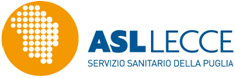 ASL LECCE
SERVIZIO SANITARIO DELLA PUGLIA